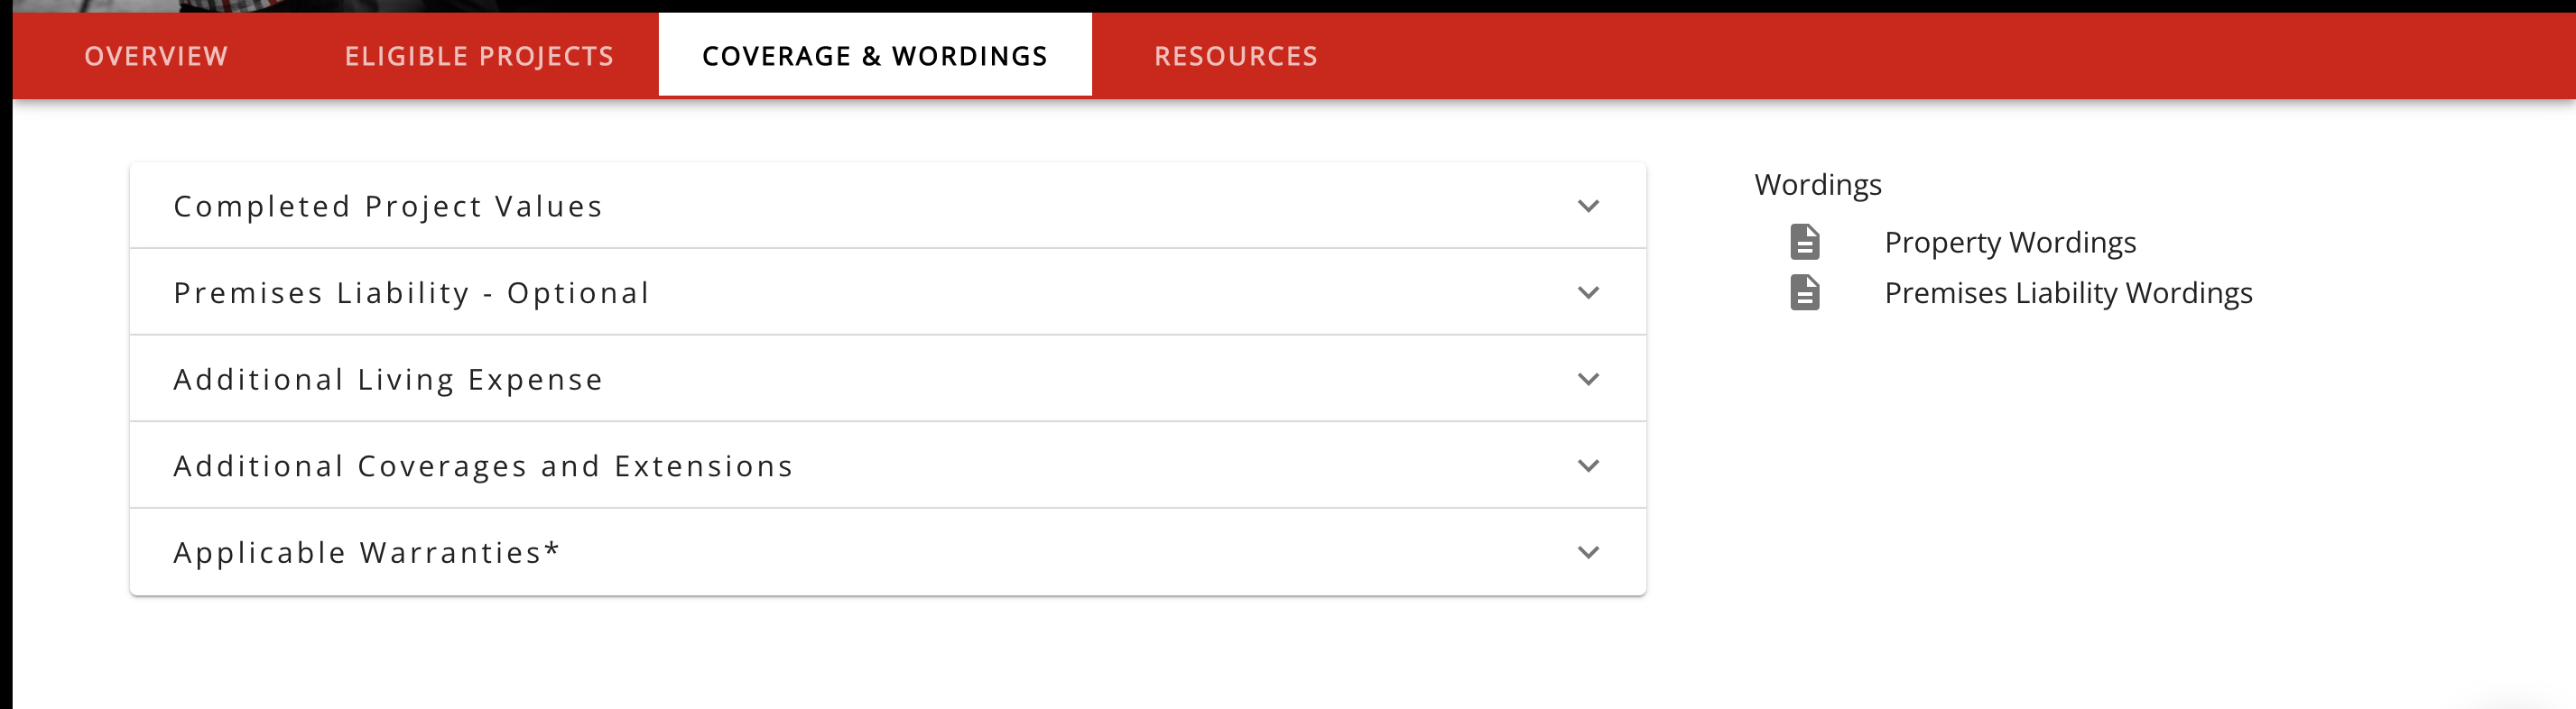 OVERVIEW
ELIGIBLE PROJECTS
COVERAGE & WORDINGS
RESOURCES
Completed Project Values
Premises Liability - Optional
Additional Living Expense
Additional Coverages and Extensions
Applicable Warranties*
Wordings
Property Wordings
Premises Liability Wordings